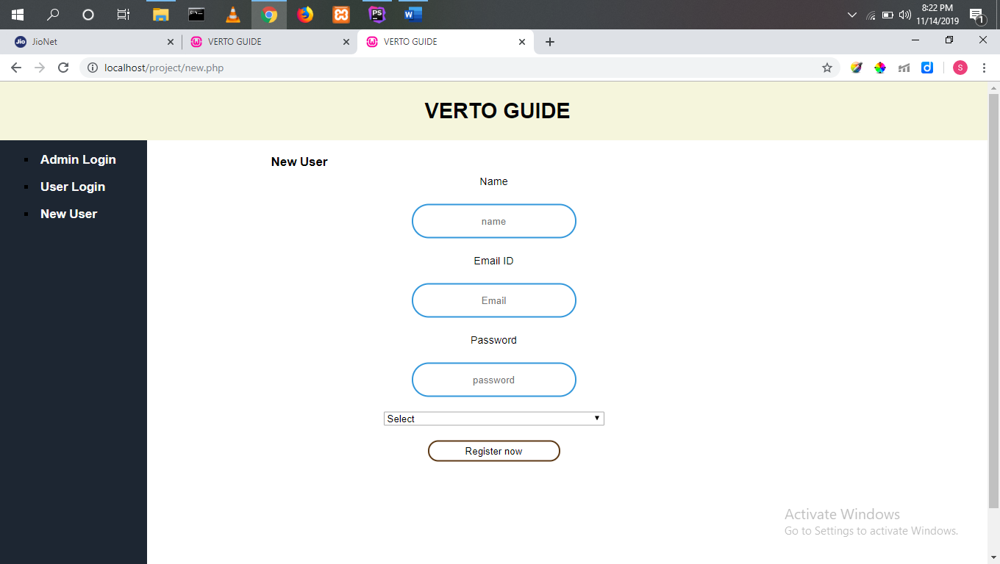 8:22 PM
11/14/2019
1
JioNet
VERTO GUIDE
VERTO GUIDE
localhost/project/new.php
S
VERTO GUIDE
Admin Login
User Login
New User
New User
Name
name
Email ID
Email
Password
password
Select
Register now
Activate Windows
Go to Settings to activate Windows.